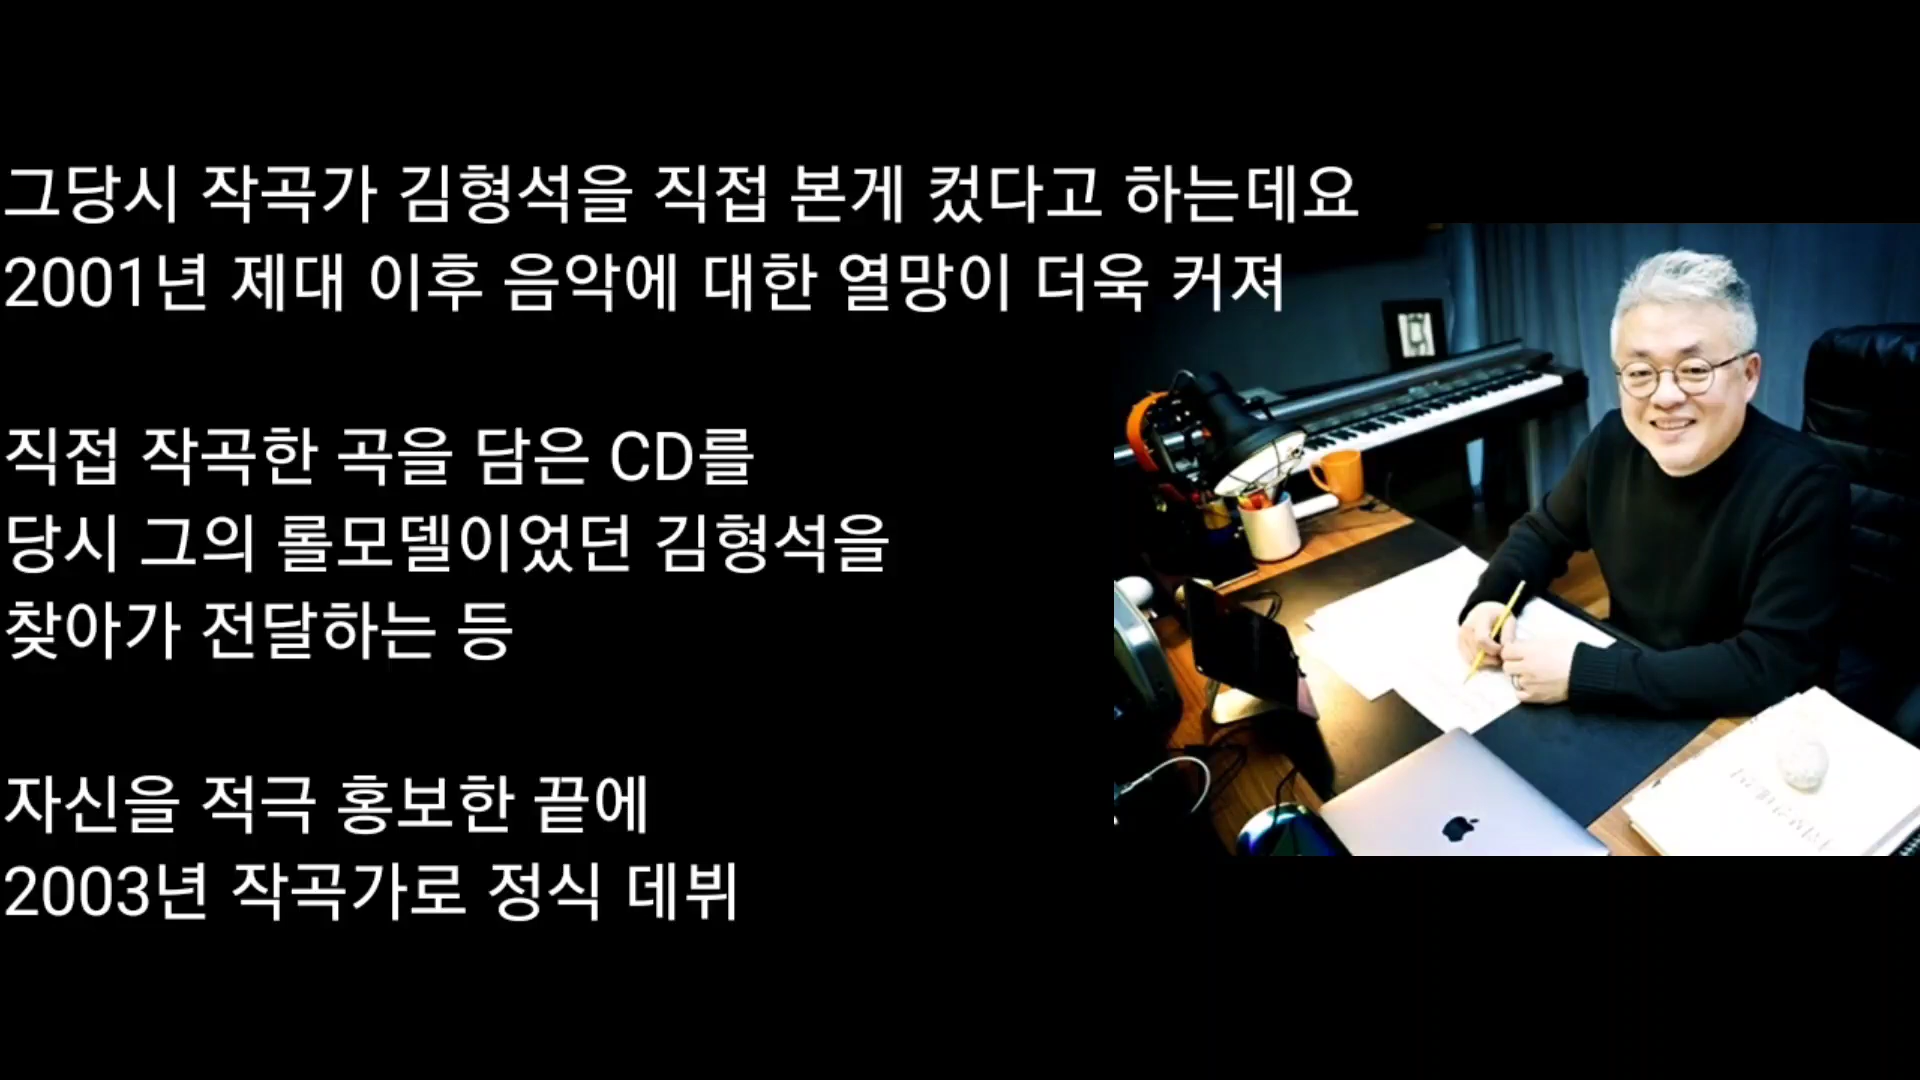 그당시 작곡가 김형석을 직접 본게 컸다고 하는데요
2001년 제대 이후 음악에 대한 열망이 더욱 커져
직접 작곡한 곡을 담은 CD를
당시 그의 롤모델이었던 김형석을
찾아가 전달하는 등
자신을 적극 홍보한 끝에
2003년 작곡가로 정식 데뷔